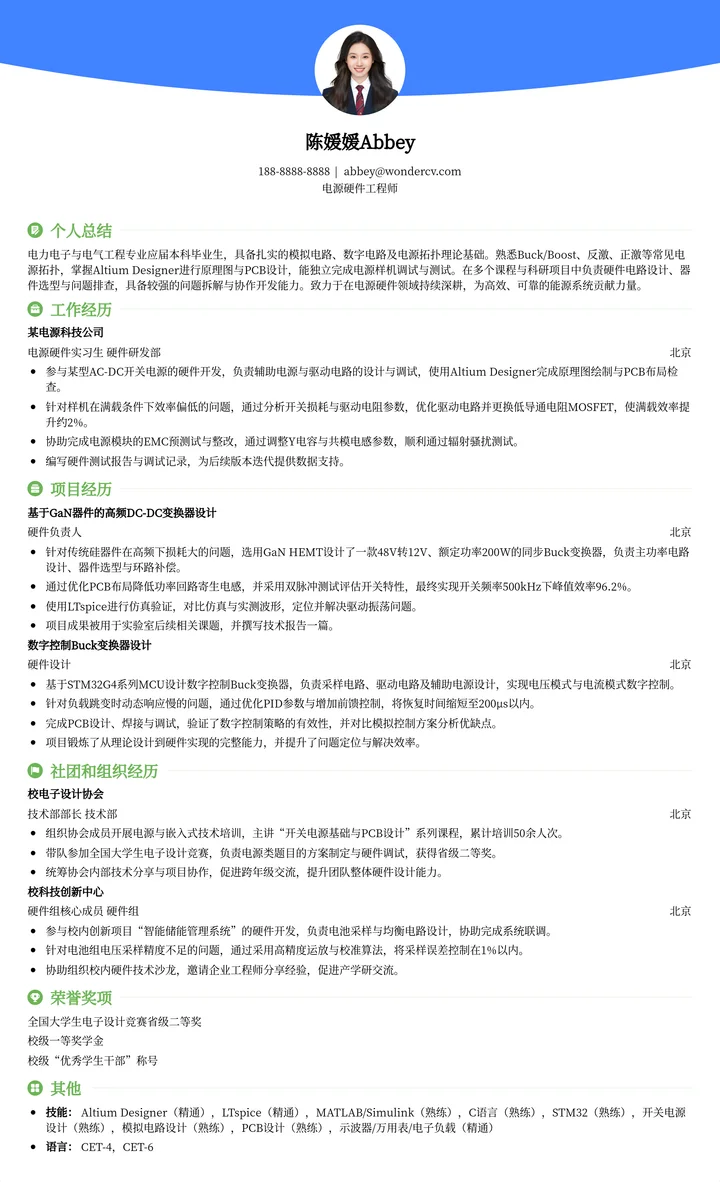 陈媛媛Abbey
188-8888-8888 | abbey@wondercv.com
电源硬件工程师
个人总结
电力电子与电气工程专业应届本科毕业生，具备扎实的模拟电路、数字电路及电源拓扑理论基础。熟悉Buck/Boost、反激、正激等常见电
源拓扑，掌握Altium Designer进行原理图与PCB设计，能独立完成电源样机调试与测试。在多个课程与科研项目中负责硬件电路设计、器
件选型与问题排查，具备较强的问题拆解与协作开发能力。致力于在电源硬件领域持续深耕，为高效、可靠的能源系统贡献力量。
工作经历
某电源科技公司
电源硬件实习生 硬件研发部 北京
• 参与某型AC-DC开关电源的硬件开发，负责辅助电源与驱动电路的设计与调试，使用Altium Designer完成原理图绘制与PCB布局检
查。
• 针对样机在满载条件下效率偏低的问题，通过分析开关损耗与驱动电阻参数，优化驱动电路并更换低导通电阻MOSFET，使满载效率提
升约2%。
• 协助完成电源模块的EMC预测试与整改，通过调整Y电容与共模电感参数，顺利通过辐射骚扰测试。
• 编写硬件测试报告与调试记录，为后续版本迭代提供数据支持。
项目经历
基于GaN器件的高频DC-DC变换器设计
硬件负责人 北京
• 针对传统硅器件在高频下损耗大的问题，选用GaN HEMT设计了一款48V转12V、额定功率200W的同步Buck变换器，负责主功率电路
设计、器件选型与环路补偿。
• 通过优化PCB布局降低功率回路寄生电感，并采用双脉冲测试评估开关特性，最终实现开关频率500kHz下峰值效率96.2%。
• 使用LTspice进行仿真验证，对比仿真与实测波形，定位并解决驱动振荡问题。
• 项目成果被用于实验室后续相关课题，并撰写技术报告一篇。
数字控制Buck变换器设计
硬件设计 北京
• 基于STM32G4系列MCU设计数字控制Buck变换器，负责采样电路、驱动电路及辅助电源设计，实现电压模式与电流模式数字控制。
• 针对负载跳变时动态响应慢的问题，通过优化PID参数与增加前馈控制，将恢复时间缩短至200μs以内。
• 完成PCB设计、焊接与调试，验证了数字控制策略的有效性，并对比模拟控制方案分析优缺点。
• 项目锻炼了从理论设计到硬件实现的完整能力，并提升了问题定位与解决效率。
社团和组织经历
校电子设计协会
技术部部长 技术部 北京
• 组织协会成员开展电源与嵌入式技术培训，主讲“开关电源基础与PCB设计”系列课程，累计培训50余人次。
• 带队参加全国大学生电子设计竞赛，负责电源类题目的方案制定与硬件调试，获得省级二等奖。
• 统筹协会内部技术分享与项目协作，促进跨年级交流，提升团队整体硬件设计能力。
校科技创新中心
硬件组核心成员 硬件组 北京
• 参与校内创新项目“智能储能管理系统”的硬件开发，负责电池采样与均衡电路设计，协助完成系统联调。
• 针对电池组电压采样精度不足的问题，通过采用高精度运放与校准算法，将采样误差控制在1%以内。
• 协助组织校内硬件技术沙龙，邀请企业工程师分享经验，促进产学研交流。
荣誉奖项
全国大学生电子设计竞赛省级二等奖
校级一等奖学金
校级“优秀学生干部”称号
其他
• 技能： Altium Designer（精通）, LTspice（精通）, MATLAB/Simulink（熟练）, C语言（熟练）, STM32（熟练）, 开关电源
设计（熟练）, 模拟电路设计（熟练）, PCB设计（熟练）, 示波器/万用表/电子负载（精通）
• 语言： CET-4，CET-6